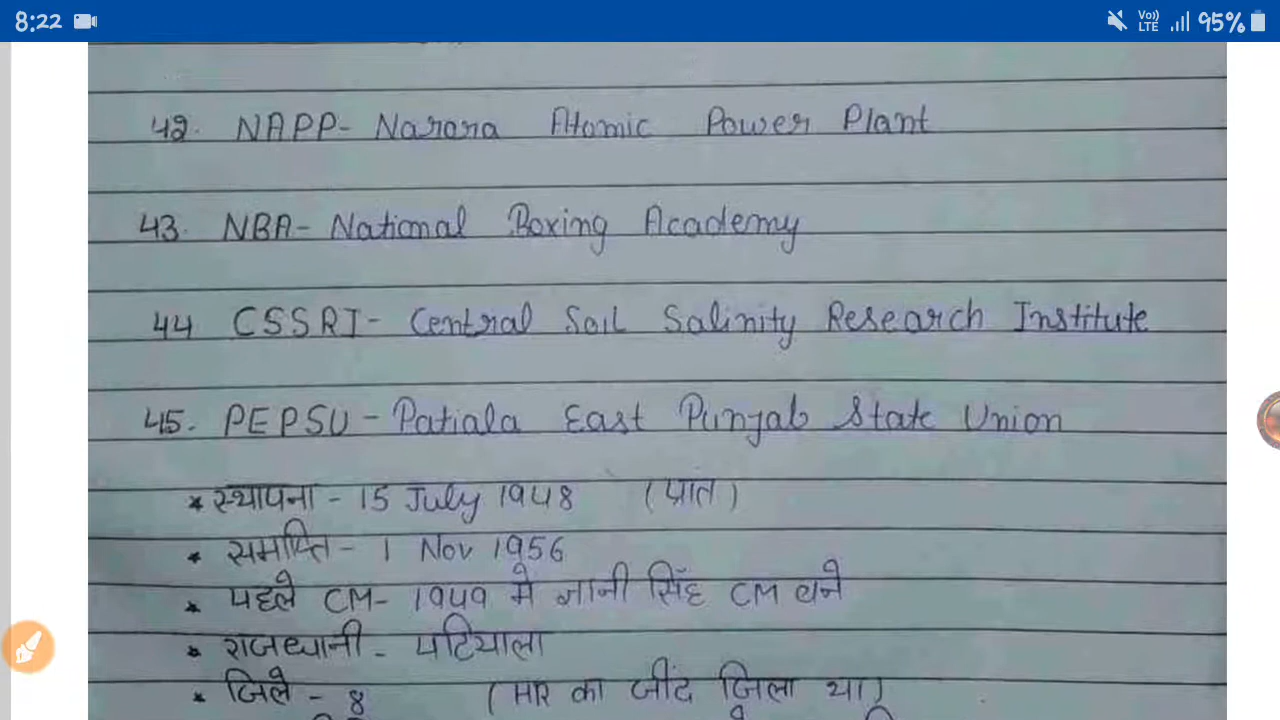 8:22 Vo)) LTE 95%
42. NAPP- Narora Atomic Power Plant
43. NBA- National Boxing Academy
44 CSSRI- Central Soil Salinity Research Institute
45. PEPSU - Patiala East Punjab State Union
* स्थापना - 15 July 1948 (प्रांत)
* समाप्ति - 1 Nov 1956
* पहले CM- 1949 मे ज्ञानी सिंह CM बने
* राजधानी - पटियाला
* जिले - 8 ( का जींद जिला था)